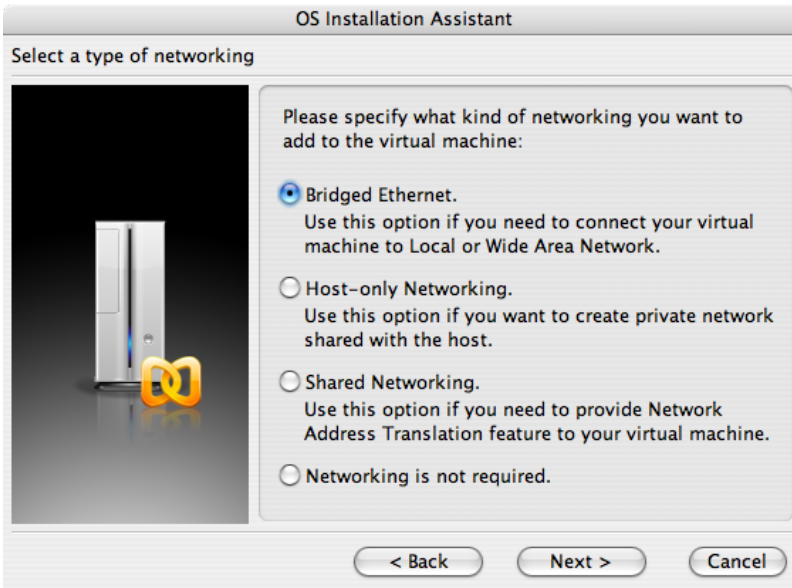 OS Installation Assistant
Select a type of networking
Please specify what kind of networking you want to
add to the virtual machine:
Bridged Ethernet.
Use this option if you need to connect your virtual
machine to Local or Wide Area Network.
Host-only Networking.
Use this option if you want to create private network
shared with the host.
Shared Networking.
Use this option if you need to provide Network
Address Translation feature to your virtual machine.
Networking is not required.
< Back
Next >
Cancel